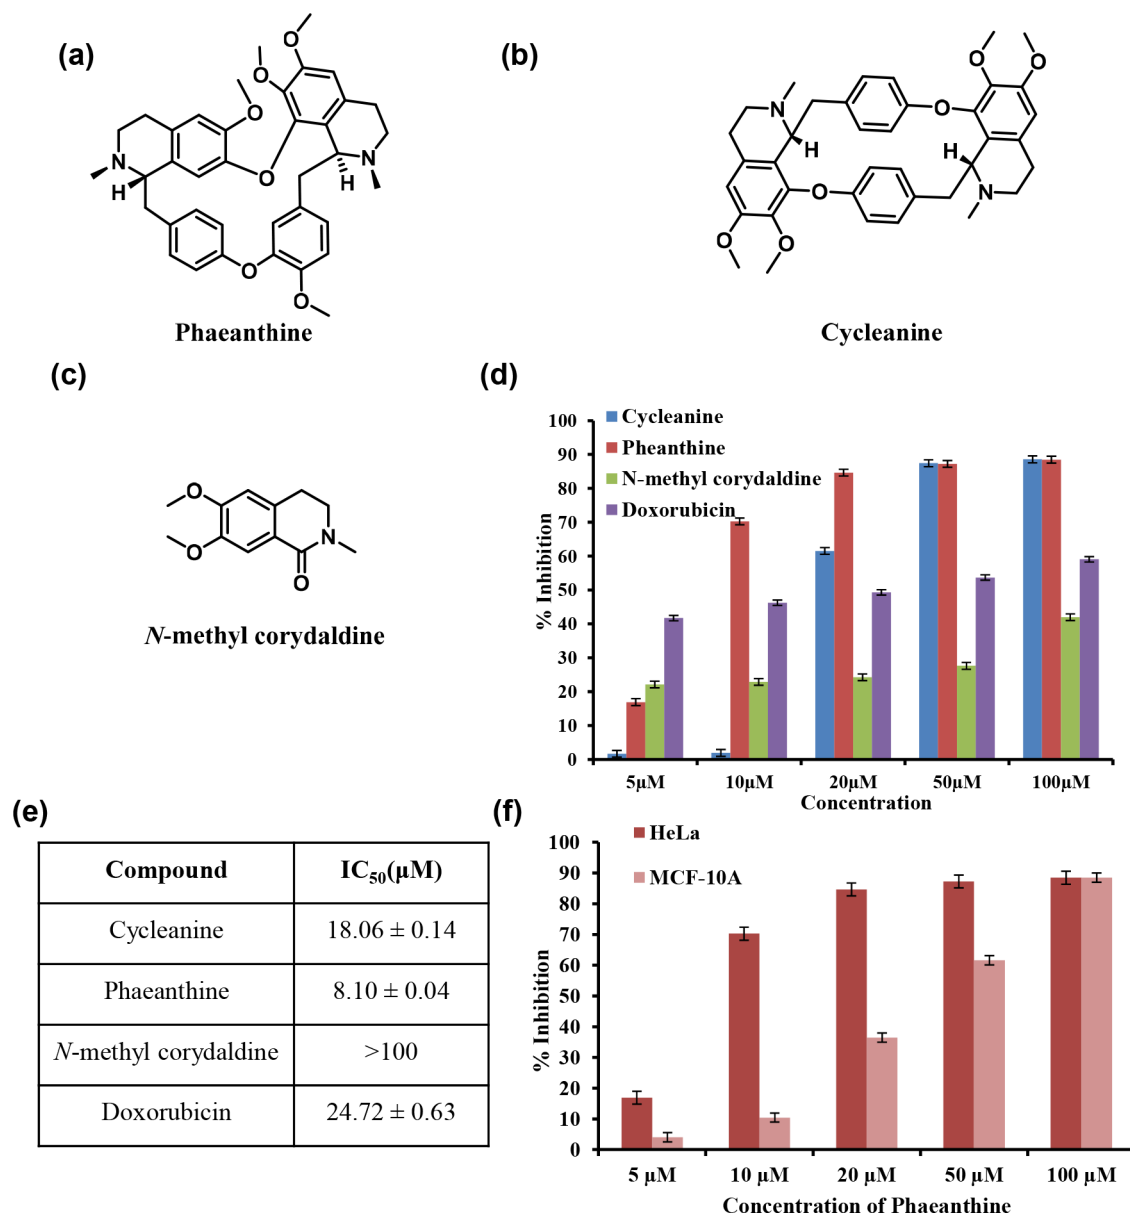 (a)
O
O
O
O
N
H
O
H
N
O
O
Phaeanthine
(b)
O
O
N
O
H
H
O
N
O
O
Cycleanine
(c)
O
O
N
O
N-methyl corydaldine
(d)
100
90
80
70
60
50
40
30
20
10
0
% Inhibition
Cycleanine
Pheanthine
N-methyl corydaldine
Doxorubicin
5µM
10µM
20µM
50µM
100µM
Concentration
(e)
Compound IC50(µM)
Cycleanine 18.06 ± 0.14
Phaeanthine 8.10 ± 0.04
N-methyl corydaldine >100
Doxorubicin 24.72 ± 0.63
(f)
100
90
80
70
60
50
40
30
20
10
0
% Inhibition
HeLa
MCF-10A
5 µM
10 µM
20 µM
50 µM
100 µM
Concentration of Phaeanthine